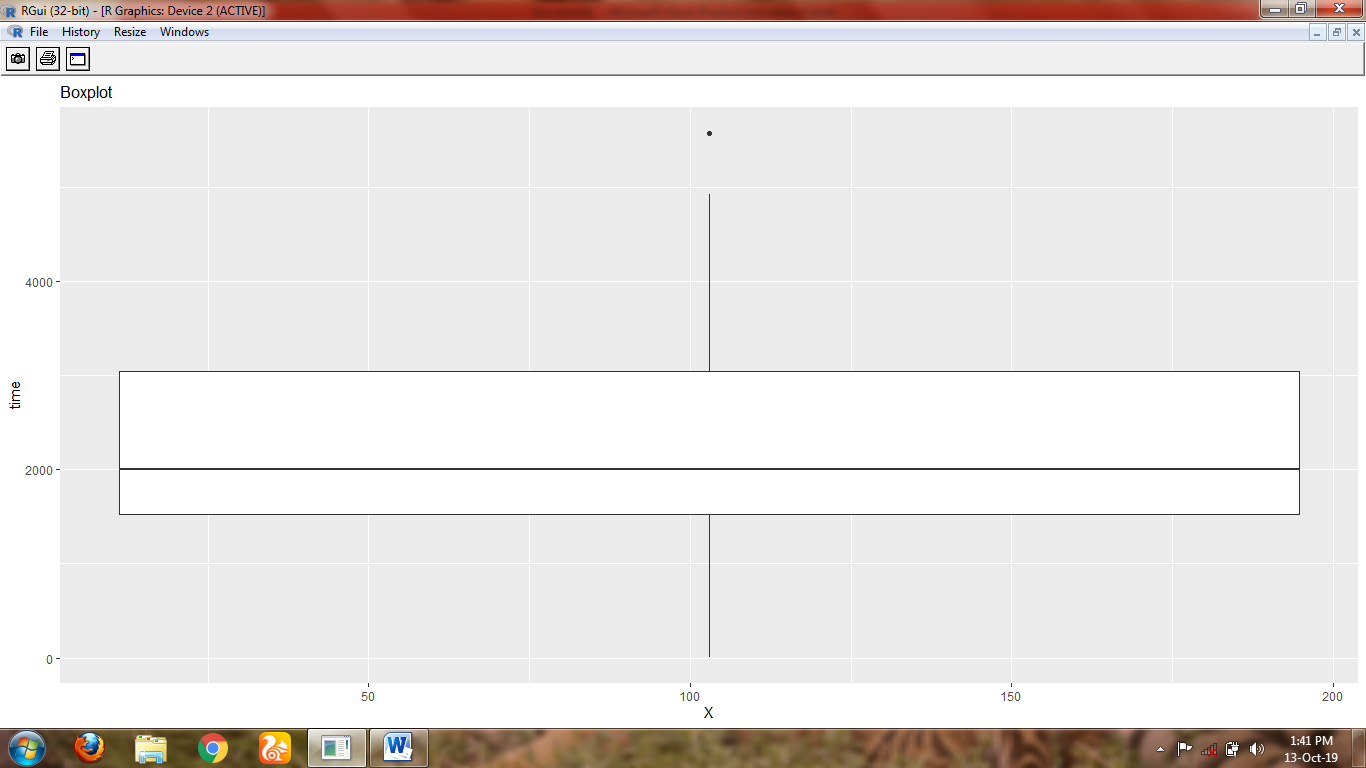 RGui (32-bit) - [R Graphics: Device 2 (ACTIVE)]
File History Resize Windows
Boxplot
time
4000
2000
0
50 100 150 200
X
1:41 PM
13-Oct-19